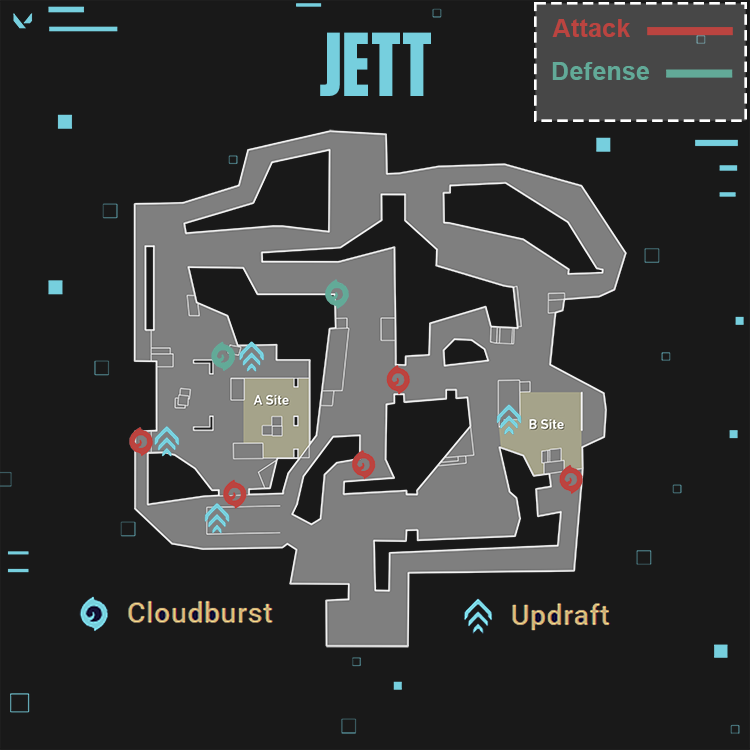 JETT
Attack
Defense
A Site
B Site
Cloudburst
Updraft